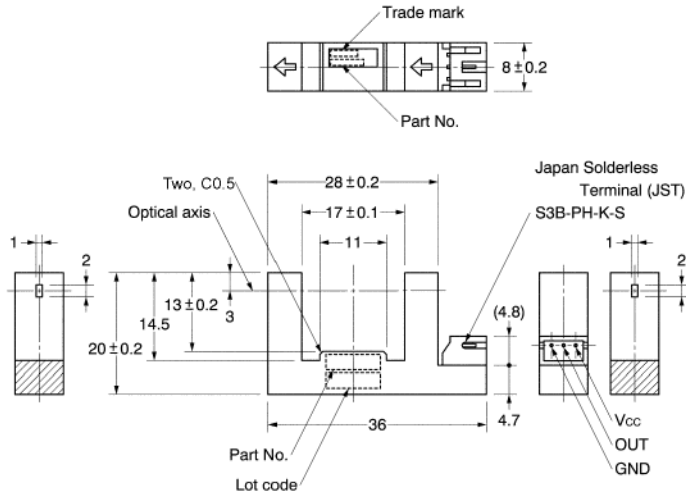 Trade mark
8±0.2
Part No.
Japan Solderless
Terminal (JST)
S3B-PH-K-S
Two, C0.5
28±0.2
Optical axis
17±0.1
11
1
2
13±0.2
3
14.5
20±0.2
(4.8)
1
2
4.7
36
Vcc
OUT
GND
Part No.
Lot code